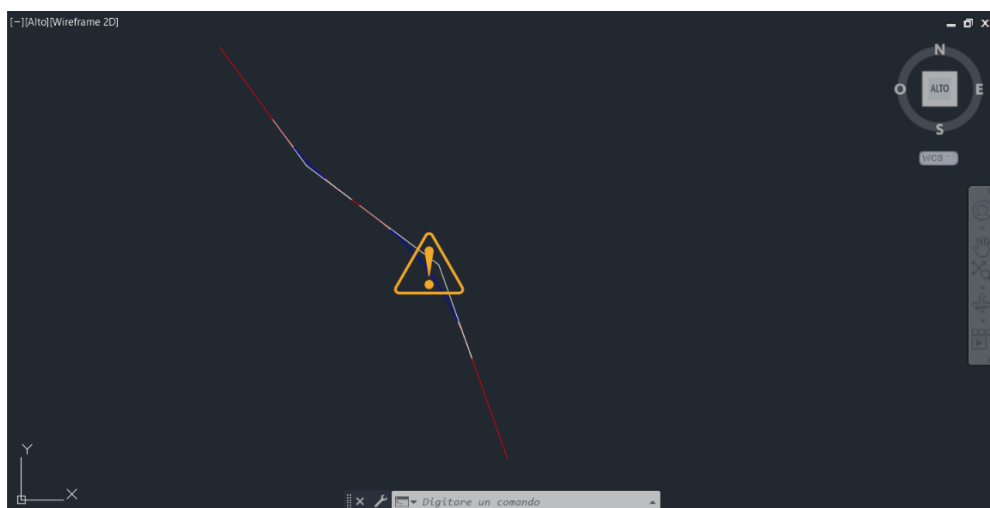 [−][Alto][Wireframe 2D]
N
O
ALTO
E
S
WCS
Y
X
Digitare un comando